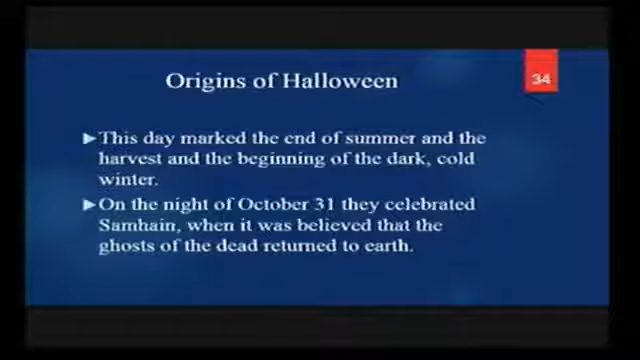 Origins of Halloween
34
►This day marked the end of summer and the
harvest and the beginning of the dark, cold
winter.
►On the night of October 31 they celebrated
Samhain, when it was believed that the
ghosts of the dead returned to earth.